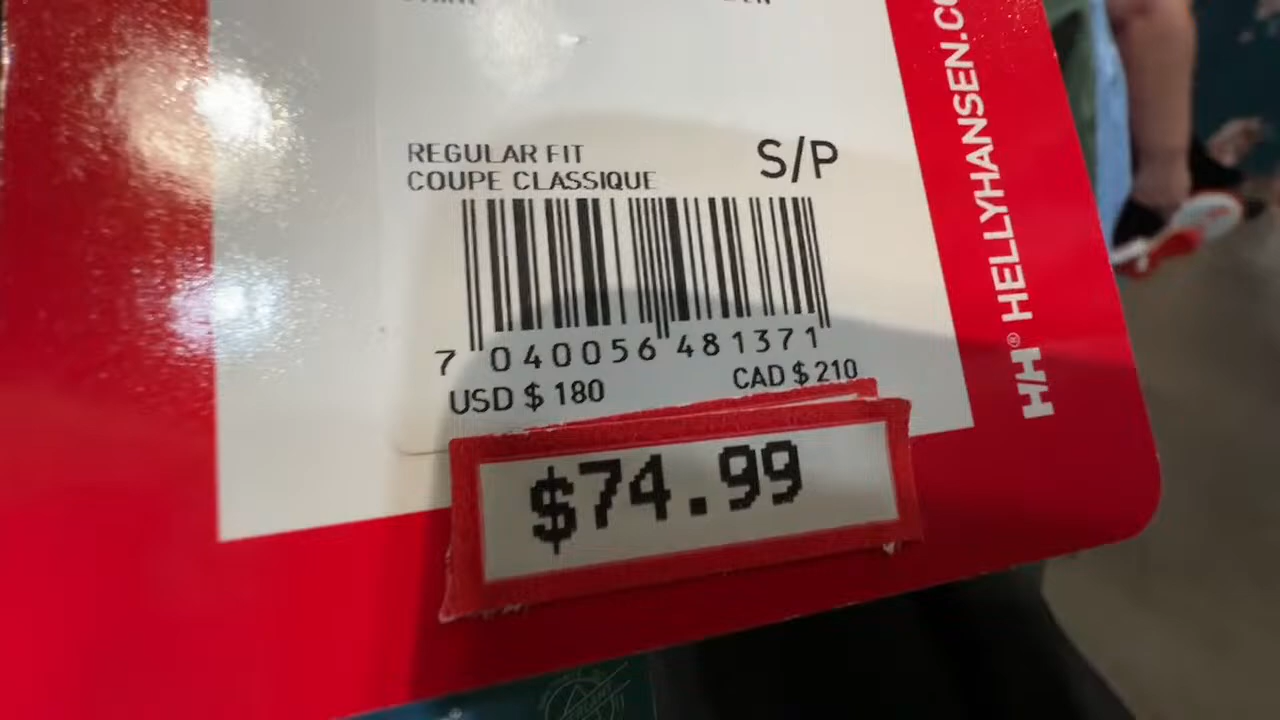 REGULAR FIT
COUPE CLASSIQUE
S/P
7 040056 481371
USD $ 180
CAD $ 210
$74.99
HH® HELLYHANSEN.CO